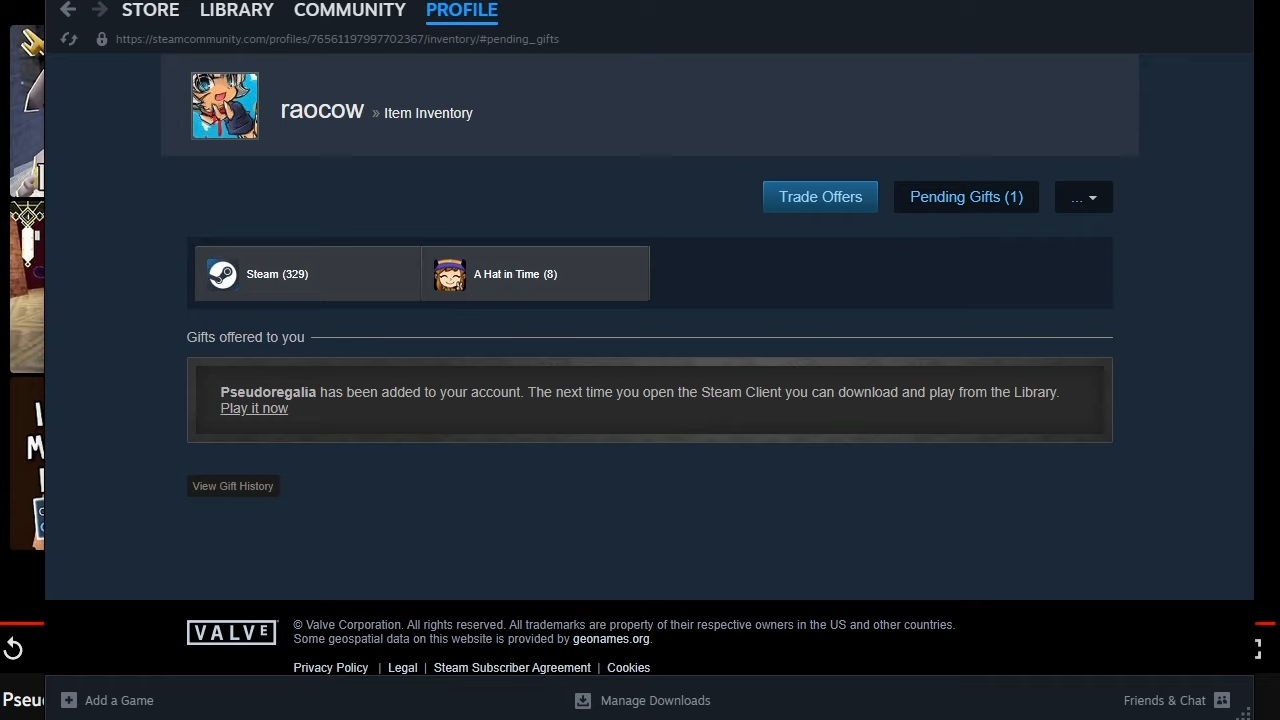 STORE LIBRARY COMMUNITY PROFILE
https://steamcommunity.com/profiles/76561197997702367/inventory/#pending_gifts
raocow » Item Inventory
Trade Offers Pending Gifts (1) ...
Steam (329) A Hat in Time (8)
Gifts offered to you
Pseudoregalia has been added to your account. The next time you open the Steam Client you can download and play from the Library.
Play it now
View Gift History
VALVE
© Valve Corporation. All rights reserved. All trademarks are property of their respective owners in the US and other countries.
Some geospatial data on this website is provided by geonames.org.
Privacy Policy | Legal | Steam Subscriber Agreement | Cookies
Pseu
Add a Game Manage Downloads Friends & Chat